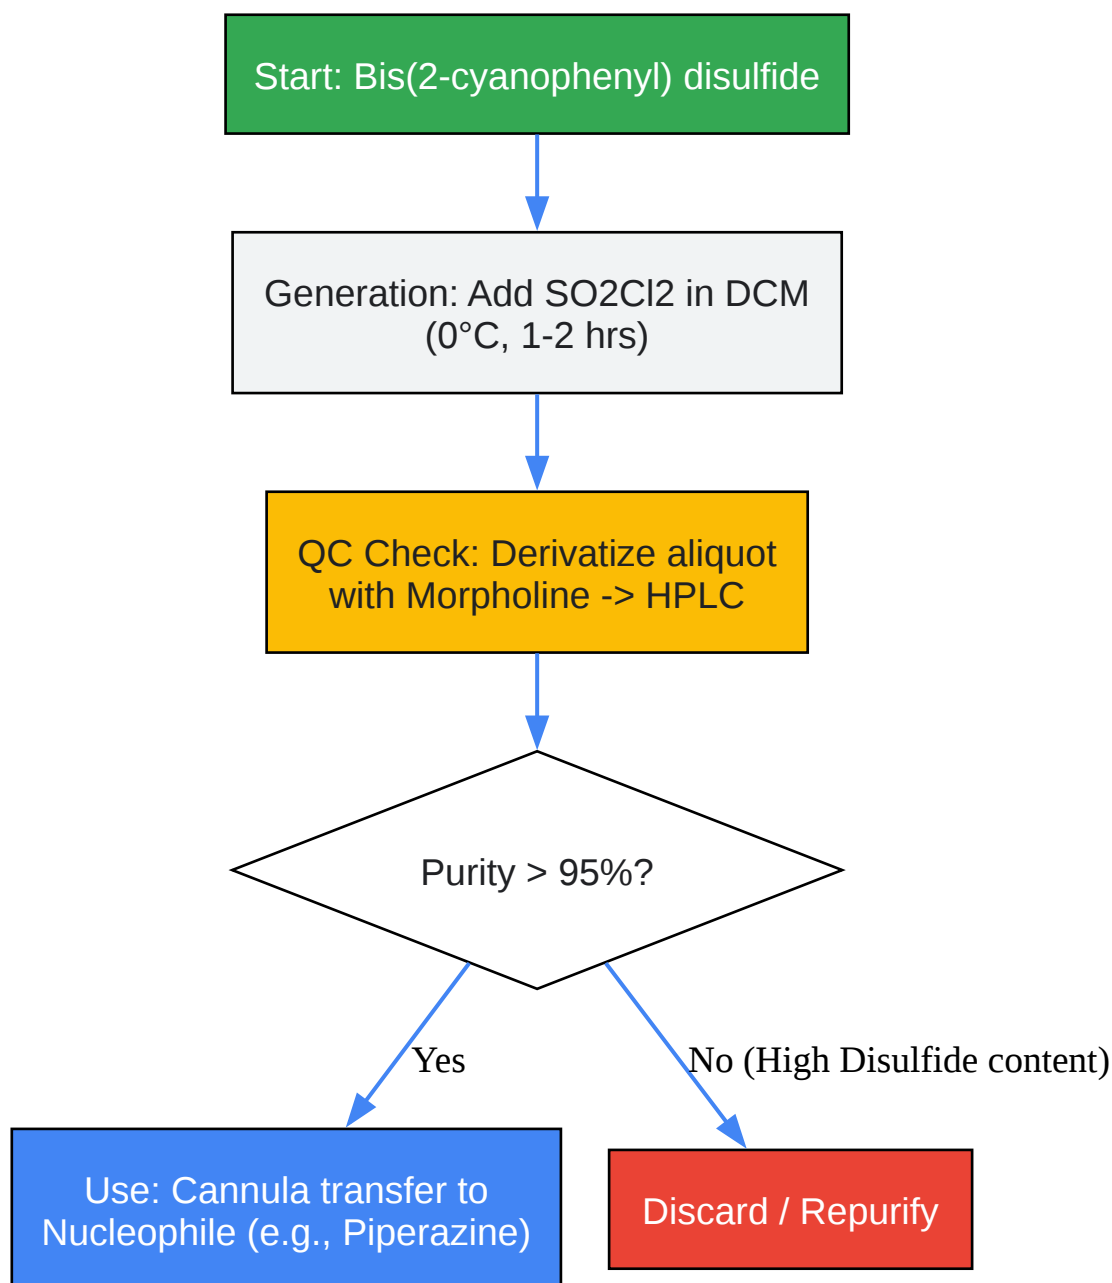 Start: Bis(2-cyanophenyl) disulfide
Generation: Add SO2Cl2 in DCM
(0°C, 1-2 hrs)
QC Check: Derivatize aliquot
with Morpholine -> HPLC
Purity > 95%?
Yes
No (High Disulfide content)
Use: Cannula transfer to
Nucleophile (e.g., Piperazine)
Discard / Repurify